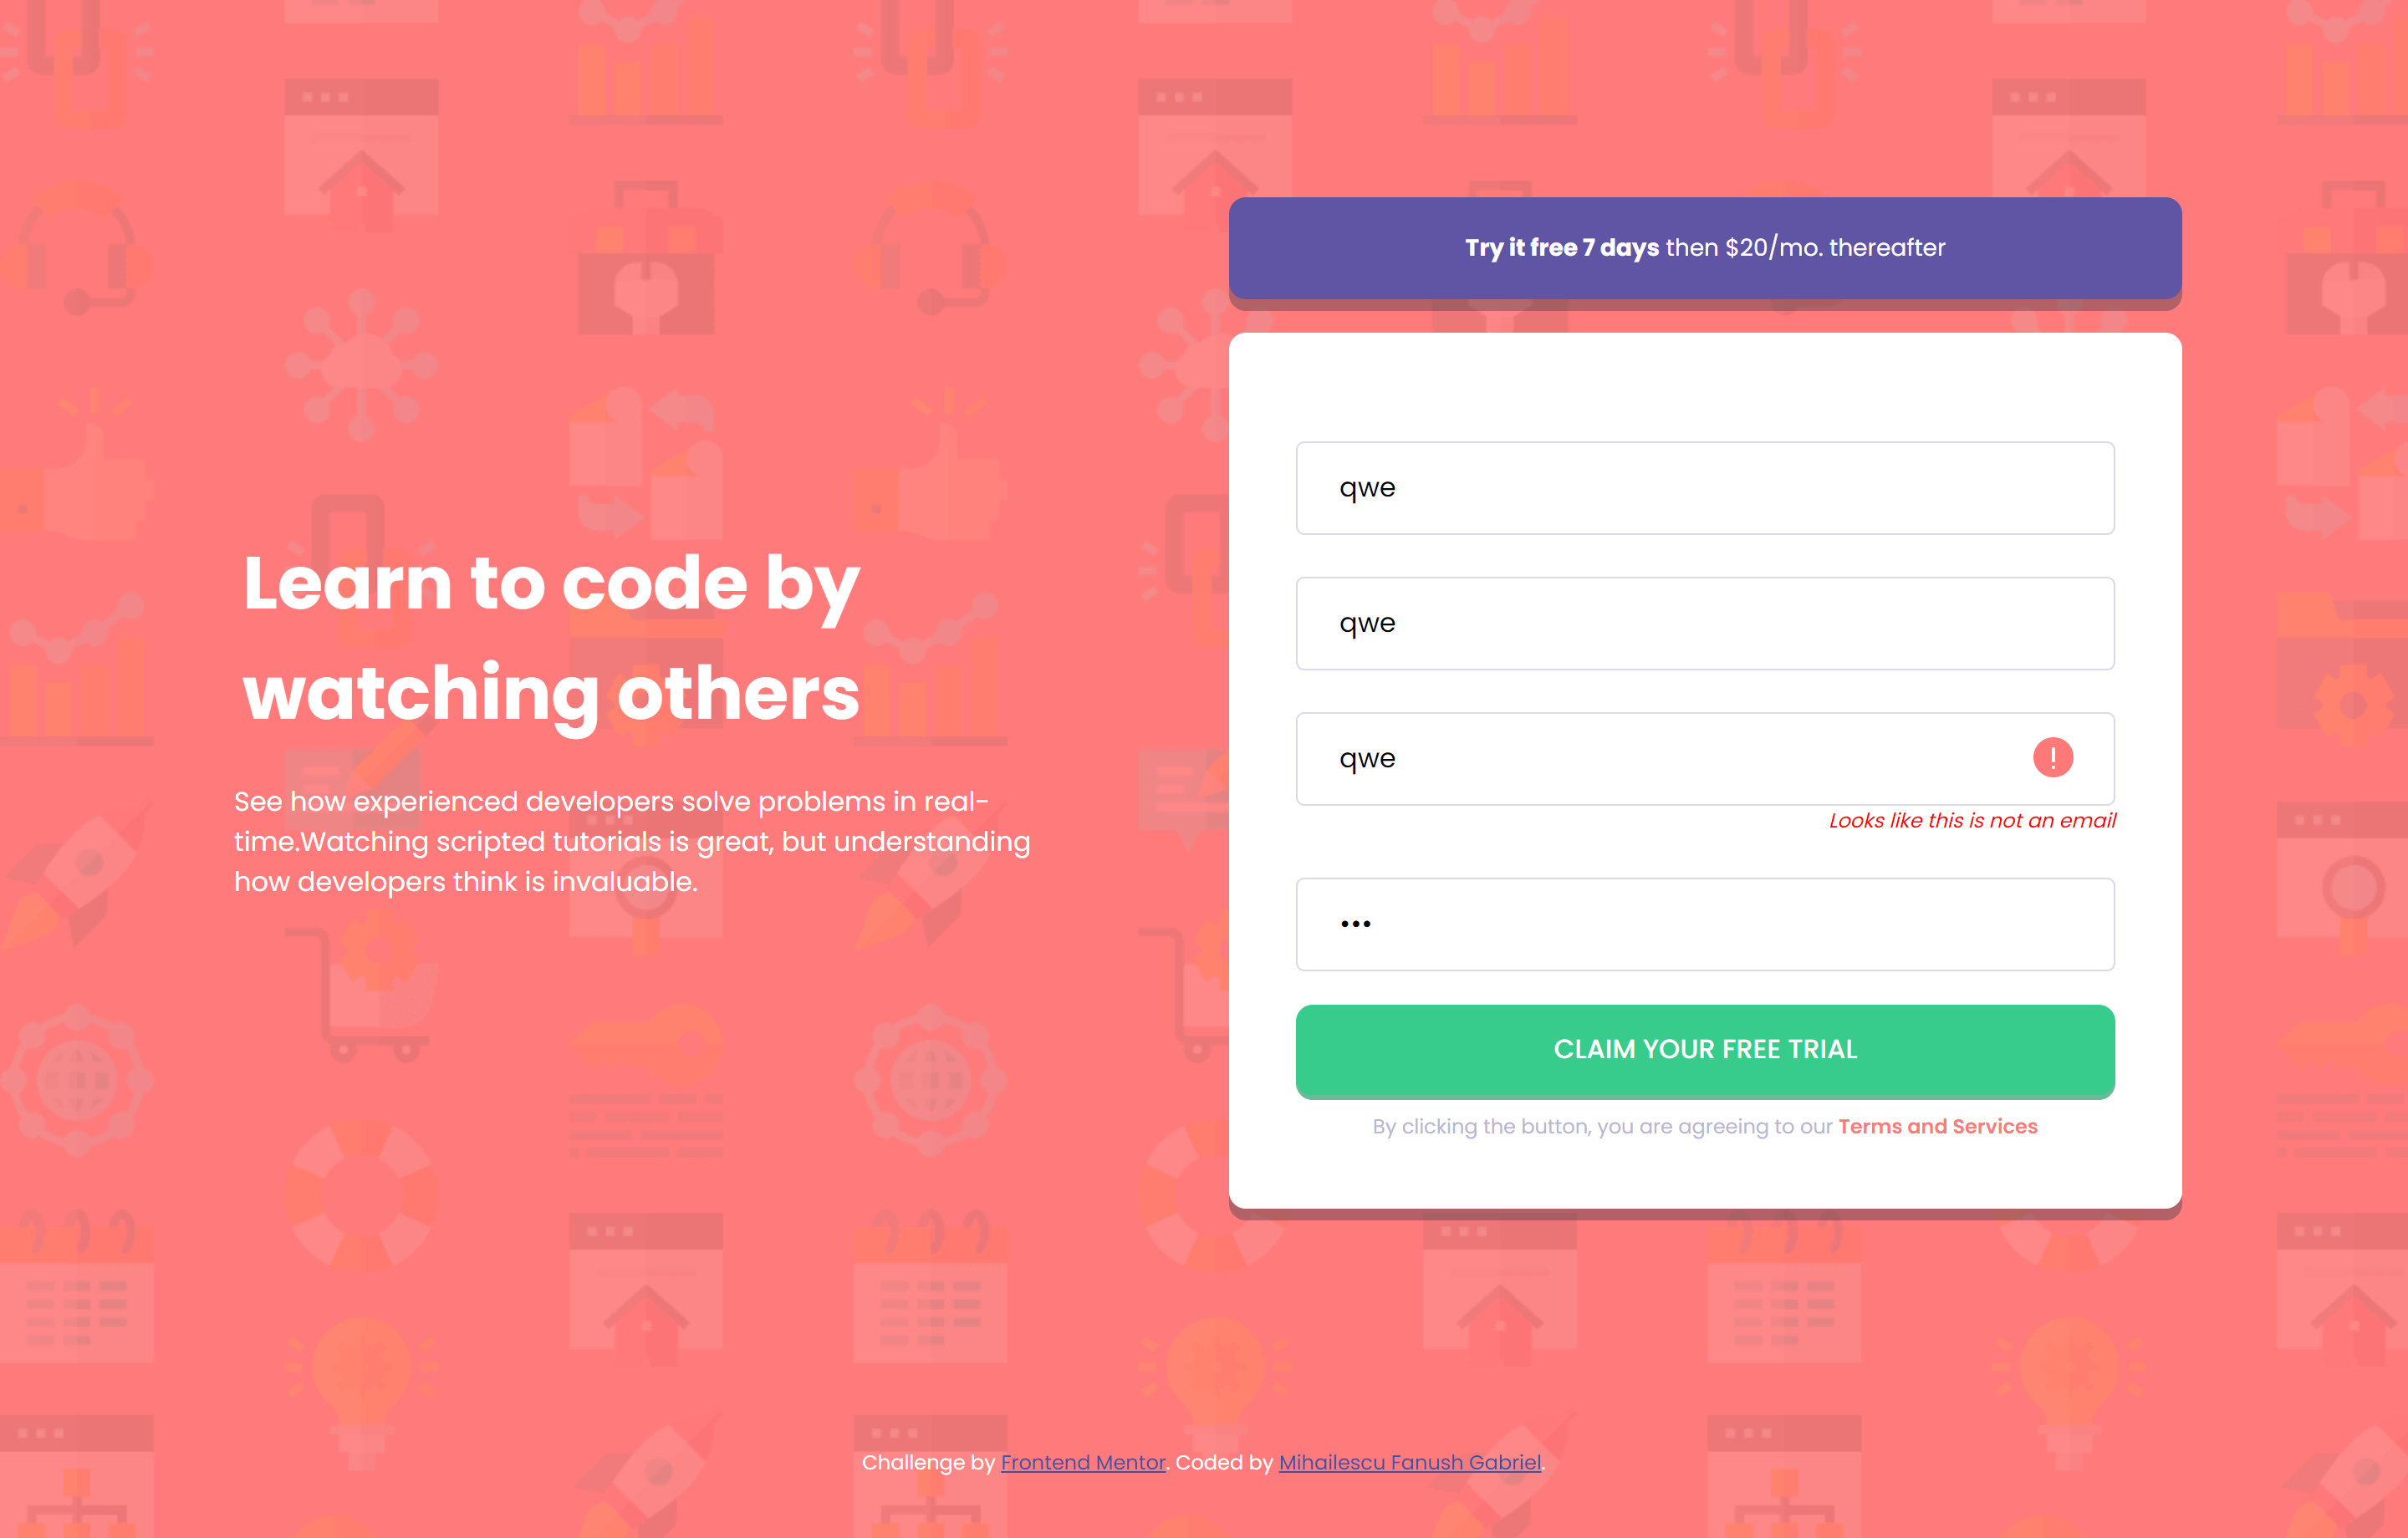 Learn to code by
watching others
See how experienced developers solve problems in real-
time.Watching scripted tutorials is great, but understanding
how developers think is invaluable.
Try it free 7 days then $20/mo. thereafter
qwe
qwe
qwe
Looks like this is not an email
•••
CLAIM YOUR FREE TRIAL
By clicking the button, you are agreeing to our Terms and Services
Challenge by Frontend Mentor. Coded by Mihailescu Fanush Gabriel.